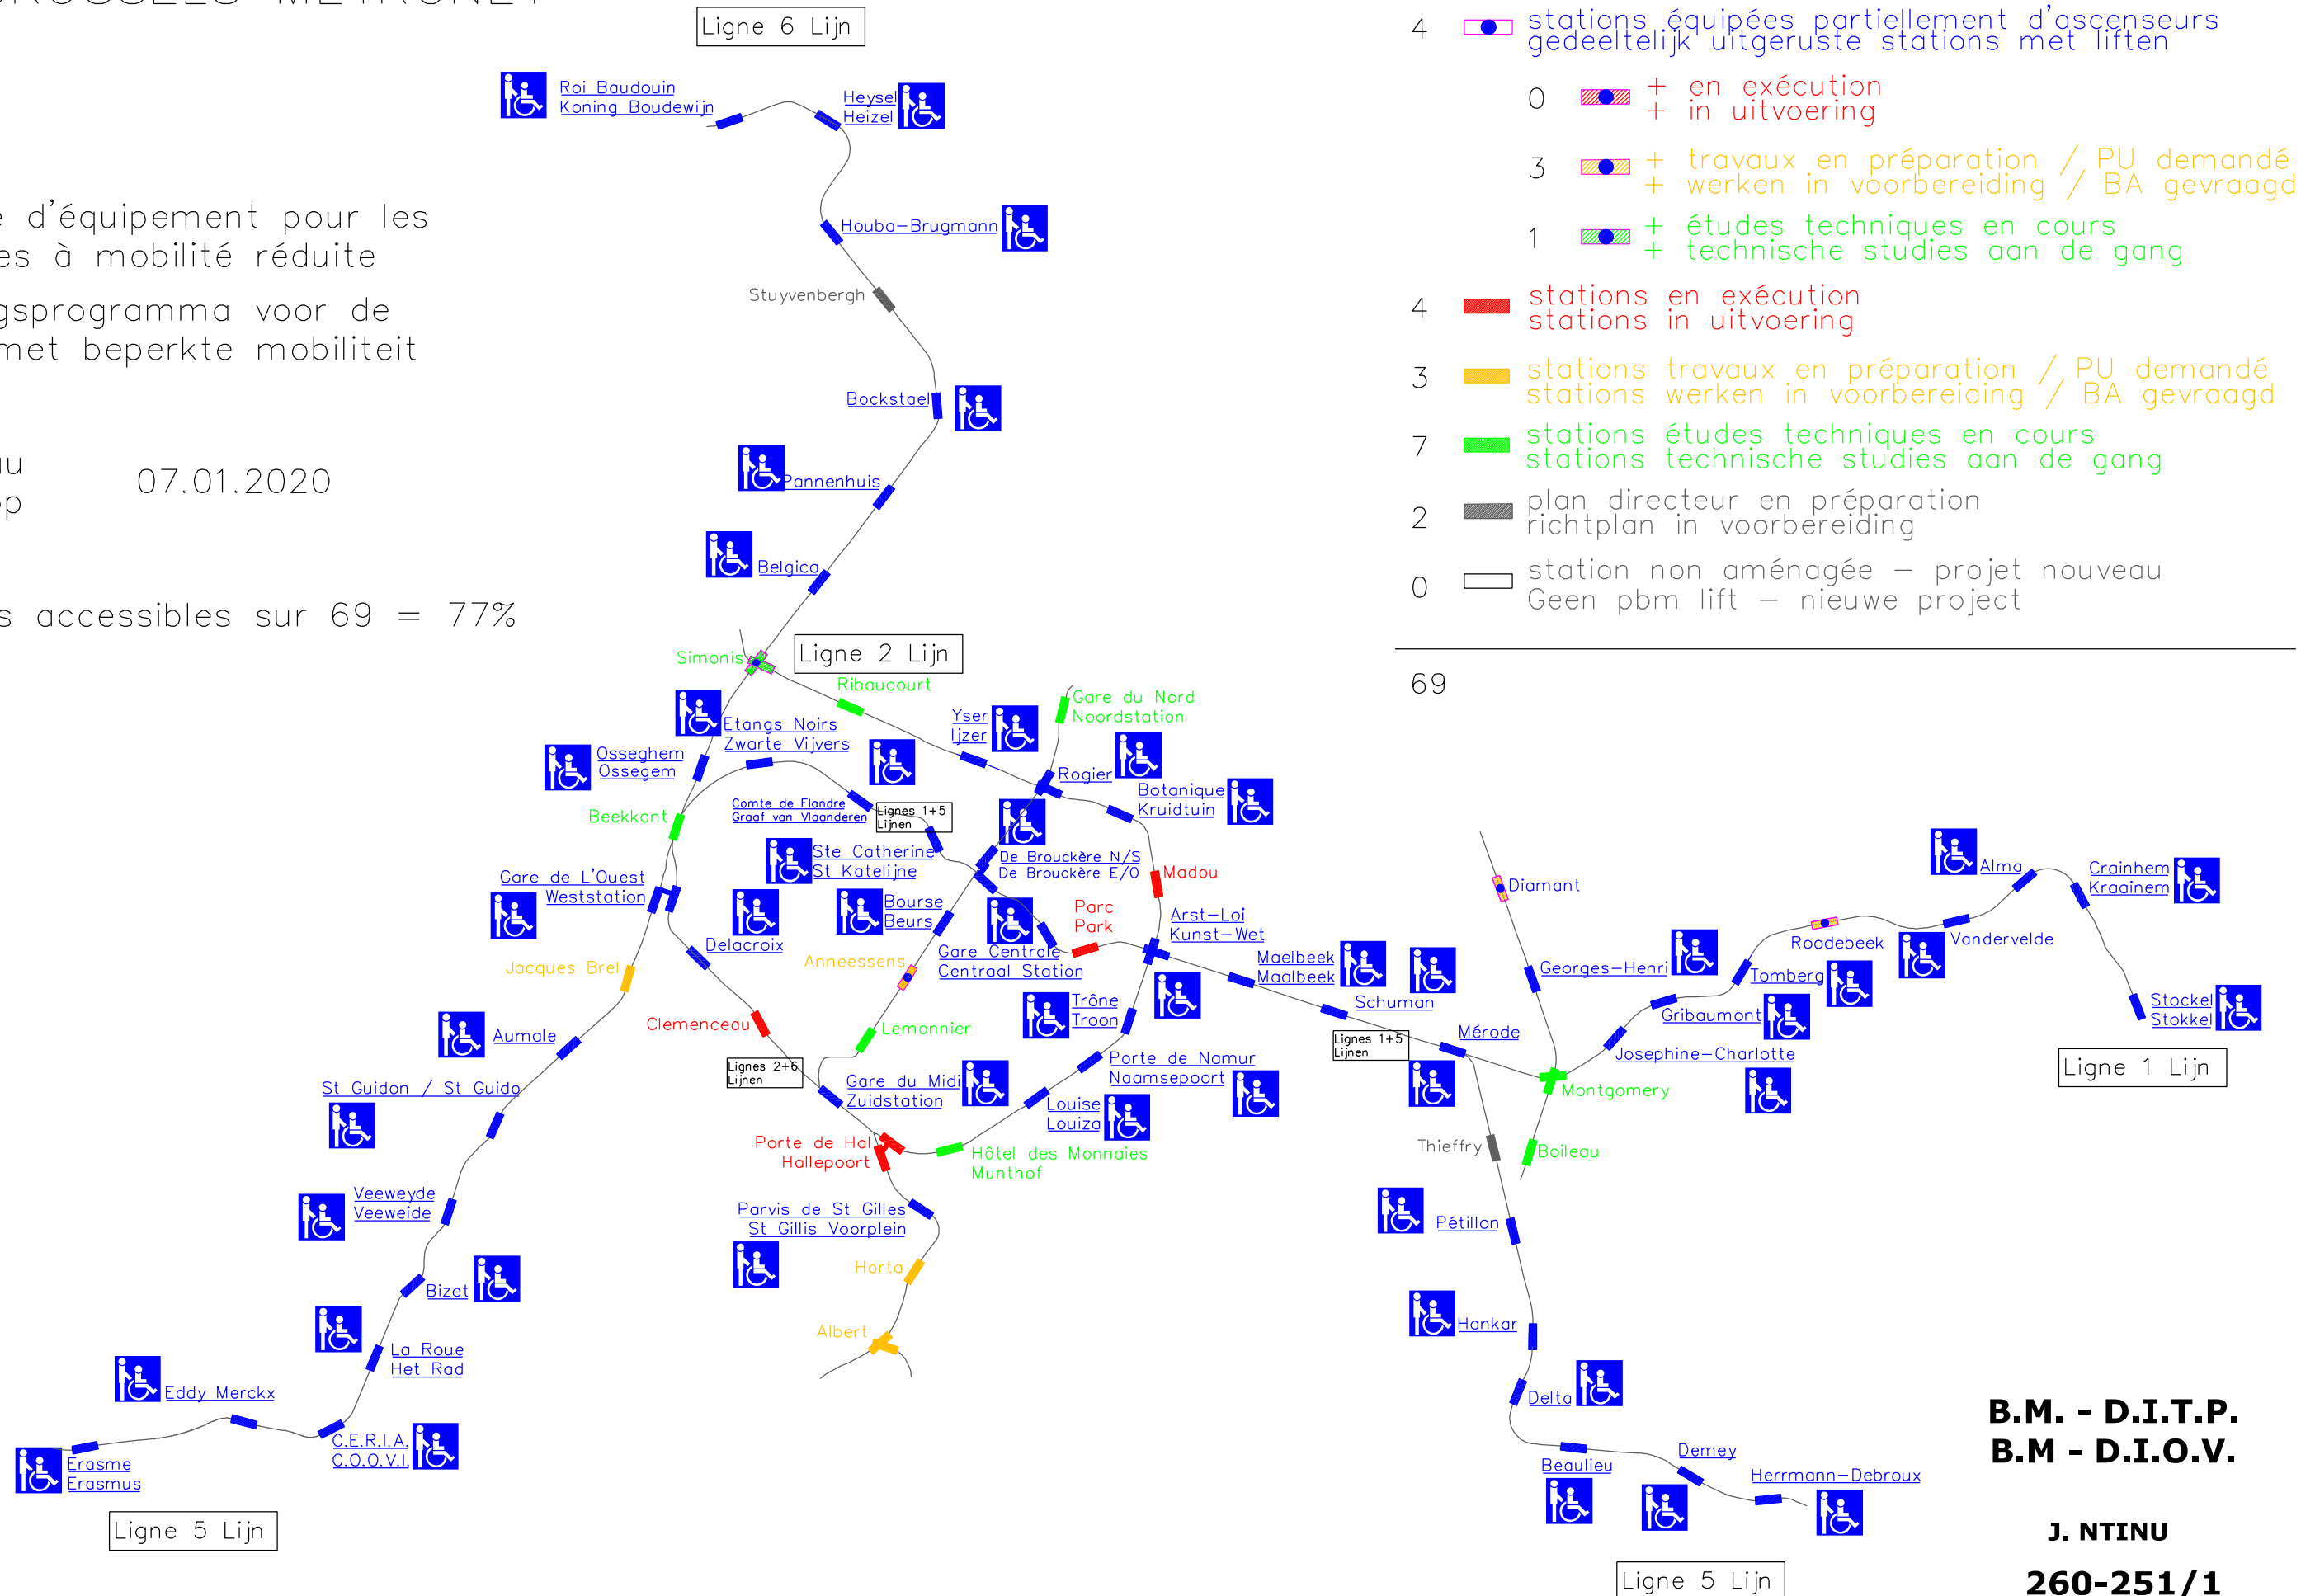 Ligne 6 Lijn
d'équipement pour les
à mobilité réduite
voor de
met beperkte mobiliteit
07.01.2020
accessibles sur 69 = 77%
4 stations équipées partiellement d'ascenseurs
gedeeltelijk uitgeruste stations met liften
0 + en exécution
+ in uitvoering
3 + travaux en préparation / PU demandé
+ werken in voorbereiding / BA gevraagd
1 + études techniques en cours
+ technische studies aan de gang
4 stations en exécution
stations in uitvoering
3 stations travaux en préparation / PU demandé
stations werken in voorbereiding / BA gevraagd
7 stations études techniques en cours
stations technische studies aan de gang
2 plan directeur en préparation
richtplan in voorbereiding
0 station non aménagée – projet nouveau
Geen pbm lift – nieuwe project
69
Roi Baudouin
Koning Boudewijn
Heysel
Heizel
Houba-Brugmann
Stuyvenbergh
Bockstael
Pannenhuis
Belgica
Ligne 2 Lijn
Simonis
Ribaucourt
Gare du Nord
Noordstation
Yser
Ijzer
Etangs Noirs
Zwarte Vijvers
Osseghem
Ossegem
Rogier
Botanique
Kruidtuin
Comte de Flandre
Graaf van Vlaanderen
Lignes 1+5
Lijnen
Beekkant
Ste Catherine
St Katelijne
De Brouckère N/S
De Brouckère E/O
Madou
Gare de L'Ouest
Weststation
Bourse
Beurs
Parc
Park
Arst-Loi
Kunst-Wet
Delacroix
Gare Centrale
Centraal Station
Anneessens
Jacques Brel
Maelbeek
Maalbeek
Schuman
Trône
Troon
Clemenceau
Lemonnier
Aumale
Lignes 2+6
Lijnen
Lignes 1+5
Lijnen
Mérode
Porte de Namur
Naamsepoort
Gare du Midi
Zuidstation
St Guidon / St Guido
Louise
Louiza
Porte de Hal
Hallepoort
Hôtel des Monnaies
Munthof
Veeweyde
Veeweide
Parvis de St Gilles
St Gillis Voorplein
Bizet
Horta
Albert
La Roue
Het Rad
Eddy Merckx
C.E.R.I.A.
C.O.O.V.I.
Erasme
Erasmus
Ligne 5 Lijn
Diamant
Georges-Henri
Alma
Crainhem
Kraainem
Roodebeek
Vandervelde
Tomberg
Gribaumont
Josephine-Charlotte
Stockel
Stokkel
Ligne 1 Lijn
Montgomery
Boileau
Thieffry
Pétillon
Hankar
Delta
Beaulieu
Demey
Herrmann-Debroux
Ligne 5 Lijn
B.M. - D.I.T.P.
B.M - D.I.O.V.
J. NTINU
260-251/1